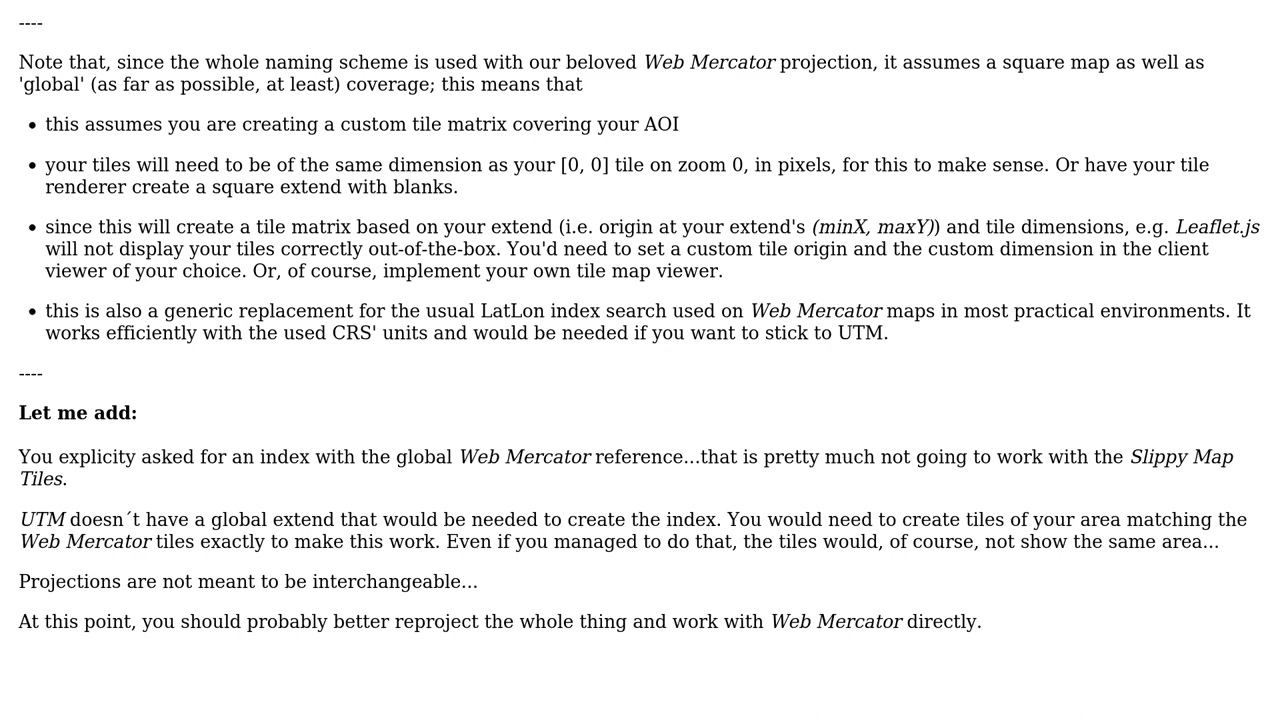 ----
Note that, since the whole naming scheme is used with our beloved Web Mercator projection, it assumes a square map as well as
'global' (as far as possible, at least) coverage; this means that
• this assumes you are creating a custom tile matrix covering your AOI
• your tiles will need to be of the same dimension as your [0, 0] tile on zoom 0, in pixels, for this to make sense. Or have your tile
renderer create a square extend with blanks.
• since this will create a tile matrix based on your extend (i.e. origin at your extend's (minX, maxY)) and tile dimensions, e.g. Leaflet.js
will not display your tiles correctly out-of-the-box. You'd need to set a custom tile origin and the custom dimension in the client
viewer of your choice. Or, of course, implement your own tile map viewer.
• this is also a generic replacement for the usual LatLon index search used on Web Mercator maps in most practical environments. It
works efficiently with the used CRS' units and would be needed if you want to stick to UTM.
----
Let me add:
You explicity asked for an index with the global Web Mercator reference...that is pretty much not going to work with the Slippy Map
Tiles.
UTM doesn´t have a global extend that would be needed to create the index. You would need to create tiles of your area matching the
Web Mercator tiles exactly to make this work. Even if you managed to do that, the tiles would, of course, not show the same area...
Projections are not meant to be interchangeable...
At this point, you should probably better reproject the whole thing and work with Web Mercator directly.